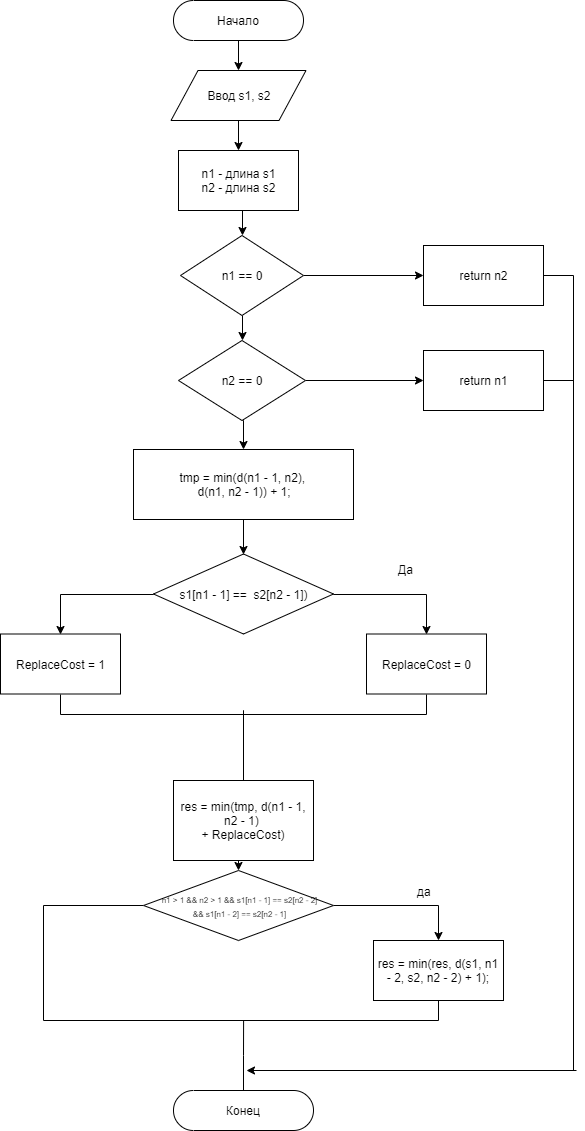 Начало
Ввод s1, s2
n1 - длина s1
n2 - длина s2
n1 == 0
return n2
n2 == 0
return n1
tmp = min(d(n1 - 1, n2),
d(n1, n2 - 1)) + 1;
Да
s1[n1 - 1] == s2[n2 - 1])
ReplaceCost = 1
ReplaceCost = 0
res = min(tmp, d(n1 - 1,
n2 - 1)
+ ReplaceCost)
да
n1 > 1 && n2 > 1 && s1[n1 - 1] == s2[n2 - 2]
&& s1[n1 - 2] == s2[n2 - 1]
res = min(res, d(s1, n1
- 2, s2, n2 - 2) + 1);
Конец